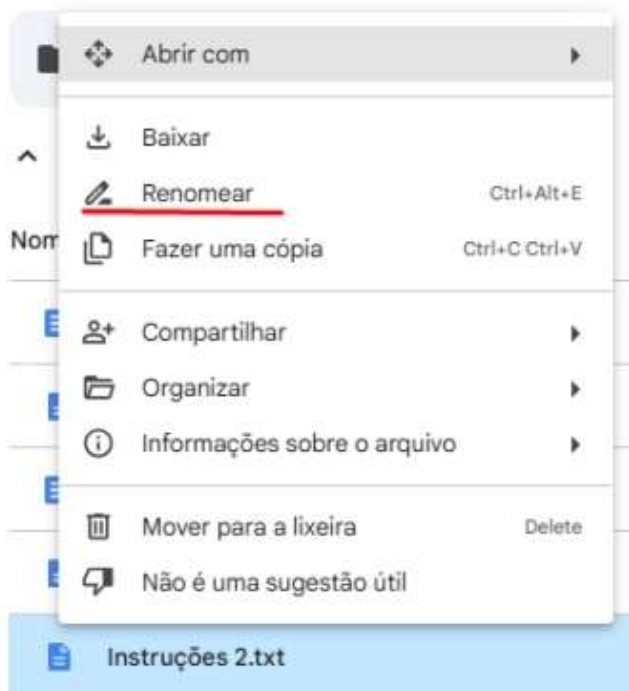 Abrir com
Baixar
Renomear Ctrl+Alt+E
Nom
Fazer uma cópia Ctrl+C Ctrl+V
Compartilhar
Organizar
Informações sobre o arquivo
Mover para a lixeira Delete
Não é uma sugestão útil
Instruções 2.txt